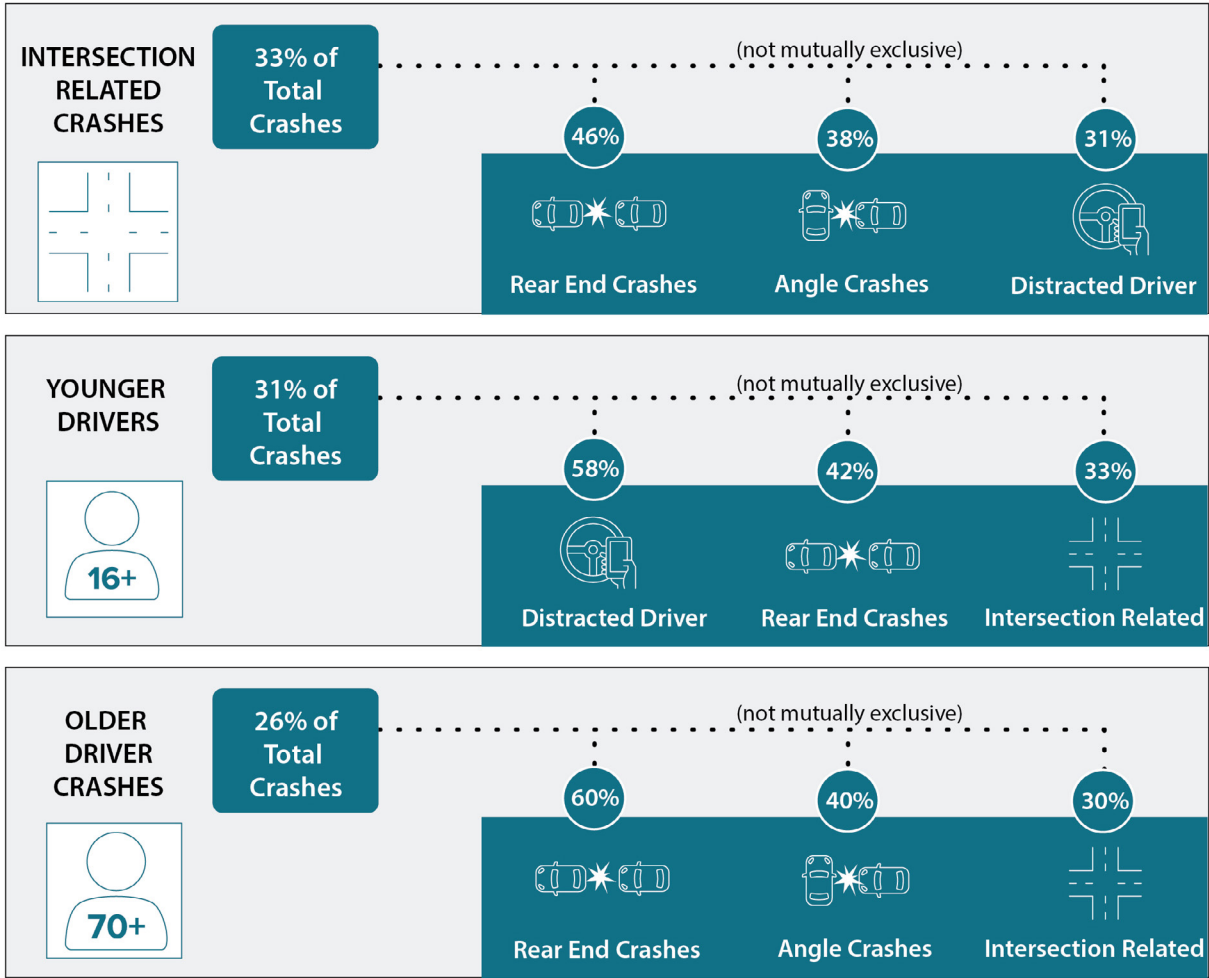 INTERSECTION
RELATED
CRASHES
33% of
Total
Crashes
(not mutually exclusive)
46%
38%
31%
Rear End Crashes
Angle Crashes
Distracted Driver
YOUNGER
DRIVERS
16+
31% of
Total
Crashes
(not mutually exclusive)
58%
42%
33%
Distracted Driver
Rear End Crashes
Intersection Related
OLDER
DRIVER
CRASHES
70+
26% of
Total
Crashes
(not mutually exclusive)
60%
40%
30%
Rear End Crashes
Angle Crashes
Intersection Related